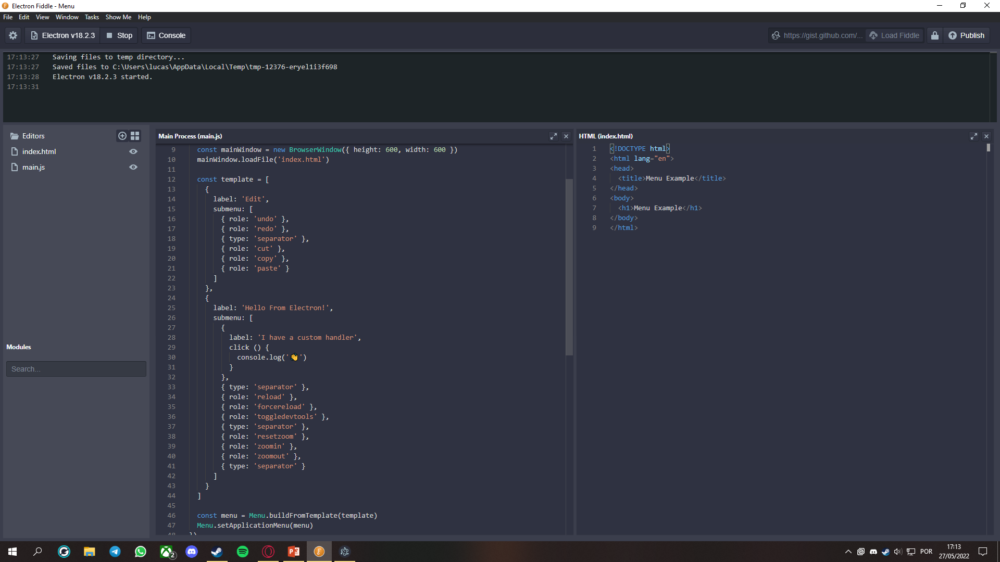 Electron Fiddle - Menu
File Edit View Window Tasks Show Me Help
Electron v18.2.3 Stop Console https://gist.github.com/... Load Fiddle Publish
17:13:27 Saving files to temp directory...
17:13:27 Saved files to C:\Users\lucas\AppData\Local\Temp\tmp-12376-eryel1i3f698
17:13:28 Electron v18.2.3 started.
17:13:31
Editors
index.html
main.js
Modules
Search...
Main Process (main.js)
9 const mainWindow = new BrowserWindow({ height: 600, width: 600 })
10 mainWindow.loadFile('index.html')
11
12 const template = [
13 {
14 label: 'Edit',
15 submenu: [
16 { role: 'undo' },
17 { role: 'redo' },
18 { type: 'separator' },
19 { role: 'cut' },
20 { role: 'copy' },
21 { role: 'paste' }
22 ]
23 },
24 {
25 label: 'Hello From Electron!',
26 submenu: [
27 {
28 label: 'I have a custom handler',
29 click () {
30 console.log('👋')
31 }
32 },
33 { type: 'separator' },
34 { role: 'reload' },
35 { role: 'forcereload' },
36 { role: 'toggledevtools' },
37 { type: 'separator' },
38 { role: 'resetzoom' },
39 { role: 'zoomin' },
40 { role: 'zoomout' },
41 { type: 'separator' }
42 ]
43 }
44 ]
45
46 const menu = Menu.buildFromTemplate(template)
47 Menu.setApplicationMenu(menu)
48 })
HTML (index.html)
1 <!DOCTYPE html>
2 <html lang="en">
3 <head>
4 <title>Menu Example</title>
5 </head>
6 <body>
7 <h1>Menu Example</h1>
8 </body>
9 </html>
2
POR
17:13
27/05/2022